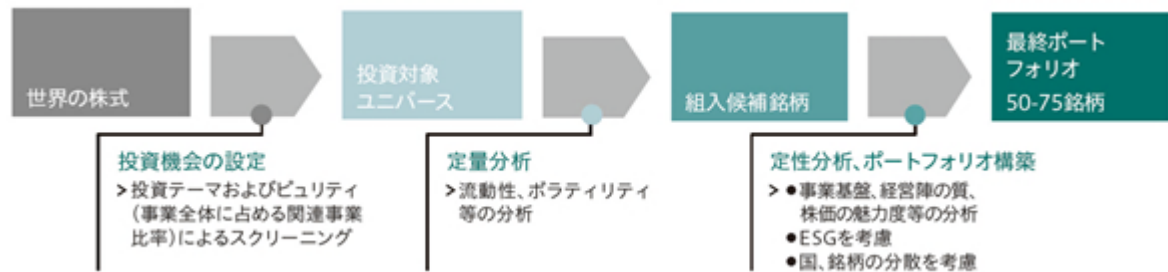 世界の株式
投資対象
ユニバース
組入候補銘柄
最終ポート
フォリオ
50-75銘柄
投資機会の設定
>投資テーマおよびピュリティ
(事業全体に占める関連事業
比率)によるスクリーニング
定量分析
>流動性、ボラティリティ
等の分析
定性分析、ポートフォリオ構築
>●事業基盤、経営陣の質、
株価の魅力度等の分析
●ESGを考慮
●国、銘柄の分散を考慮